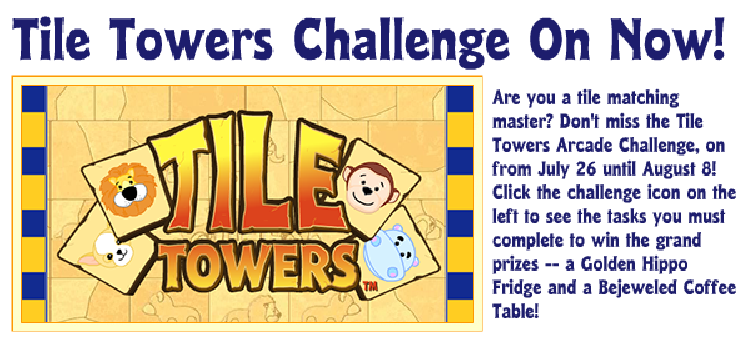 Tile Towers Challenge On Now!
TILE
TOWERS™
Are you a tile matching
master? Don't miss the Tile
Towers Arcade Challenge, on
from July 26 until August 8!
Click the challenge icon on the
left to see the tasks you must
complete to win the grand
prizes -- a Golden Hippo
Fridge and a Bejeweled Coffee
Table!